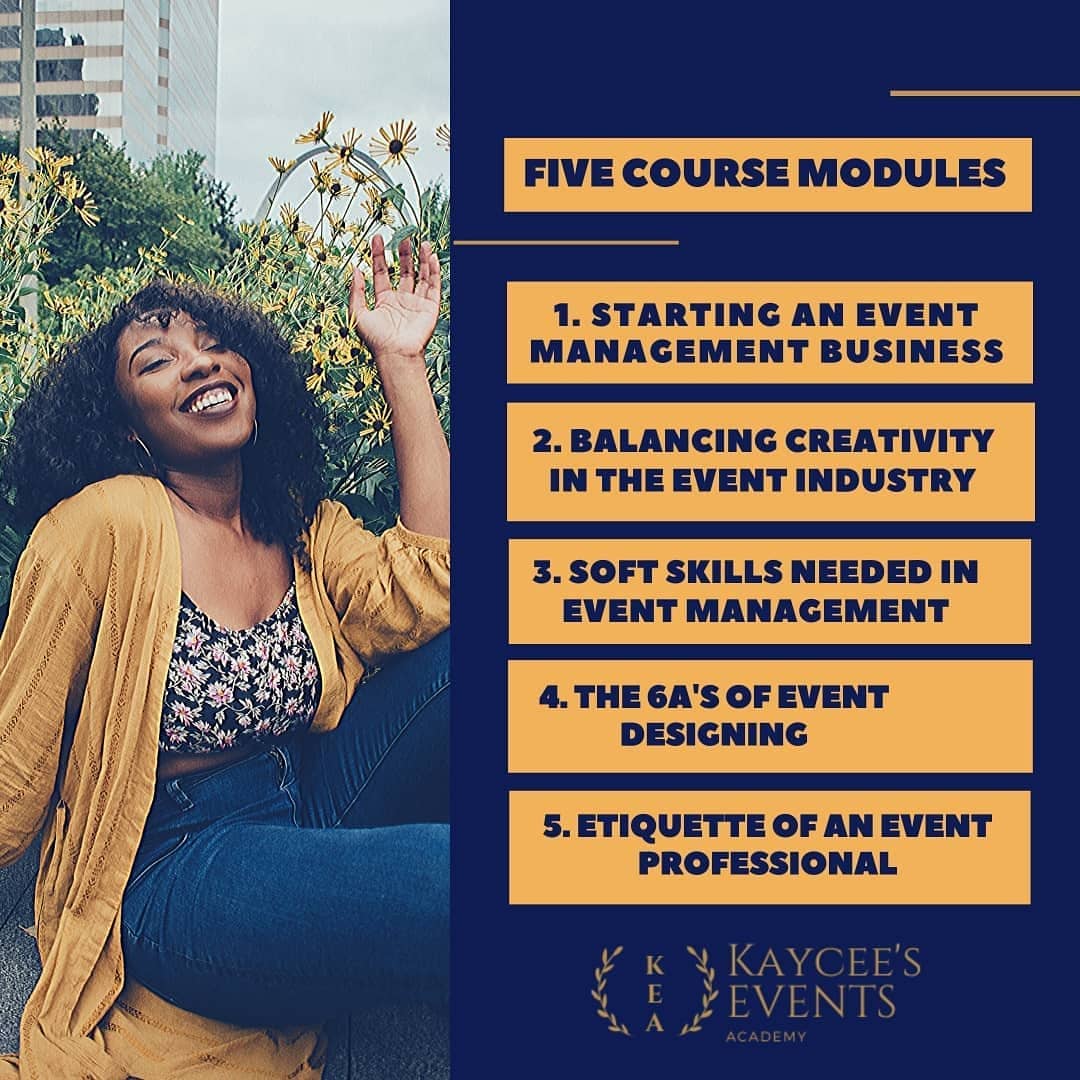 FIVE COURSE MODULES
1. STARTING AN EVENT
MANAGEMENT BUSINESS
2. BALANCING CREATIVITY
IN THE EVENT INDUSTRY
3. SOFT SKILLS NEEDED IN
EVENT MANAGEMENT
4. THE 6A'S OF EVENT
DESIGNING
5. ETIQUETTE OF AN EVENT
PROFESSIONAL
K
E
A
KAYCEE'S
EVENTS
ACADEMY